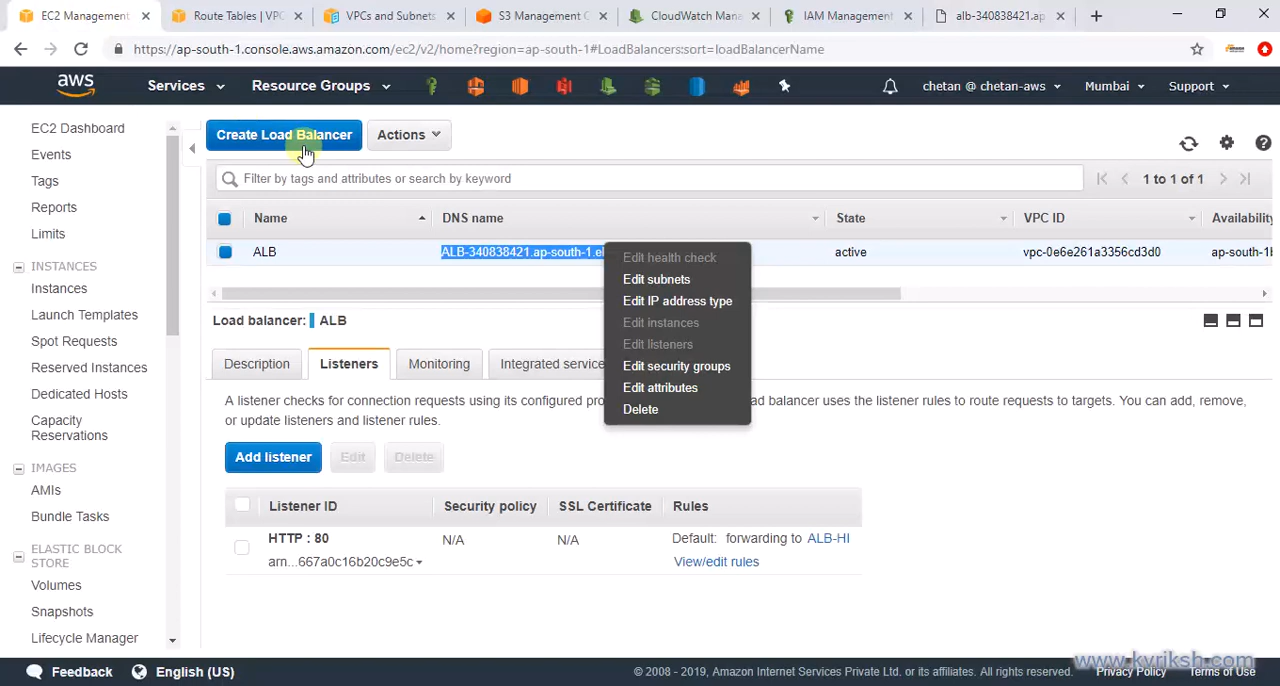 EC2 Management
Route Tables | VPC
VPCs and Subnets
S3 Management C
CloudWatch Man
IAM Management
alb-340838421.ap
https://ap-south-1.console.aws.amazon.com/ec2/v2/home?region=ap-south-1#LoadBalancers:sort=loadBalancerName
aws
Services
Resource Groups
chetan @ chetan-aws
Mumbai
Support
EC2 Dashboard
Events
Tags
Reports
Limits
INSTANCES
Instances
Launch Templates
Spot Requests
Reserved Instances
Dedicated Hosts
Capacity
Reservations
IMAGES
AMIs
Bundle Tasks
ELASTIC BLOCK
STORE
Volumes
Snapshots
Lifecycle Manager
Create Load Balancer
Actions
Filter by tags and attributes or search by keyword
1 to 1 of 1
Name
DNS name
State
VPC ID
Availability
ALB
ALB-340838421.ap-south-1.el
active
vpc-0e6e261a3356cd3d0
ap-south-1b
Edit health check
Edit subnets
Edit IP address type
Edit instances
Edit listeners
Edit security groups
Edit attributes
Delete
Load balancer: ALB
Description
Listeners
Monitoring
Integrated service
A listener checks for connection requests using its configured pro ad balancer uses the listener rules to route requests to targets. You can add, remove,
or update listeners and listener rules.
Add listener
Edit
Delete
Listener ID
Security policy
SSL Certificate
Rules
HTTP : 80
N/A
N/A
Default: forwarding to ALB-HI
arn...667a0c16b20c9e5c
View/edit rules
Feedback
English (US)
© 2008 - 2019, Amazon Internet Services Private Ltd. or its affiliates. All rights reserved.
Privacy Policy
Terms of Use
www.kvriksh.com